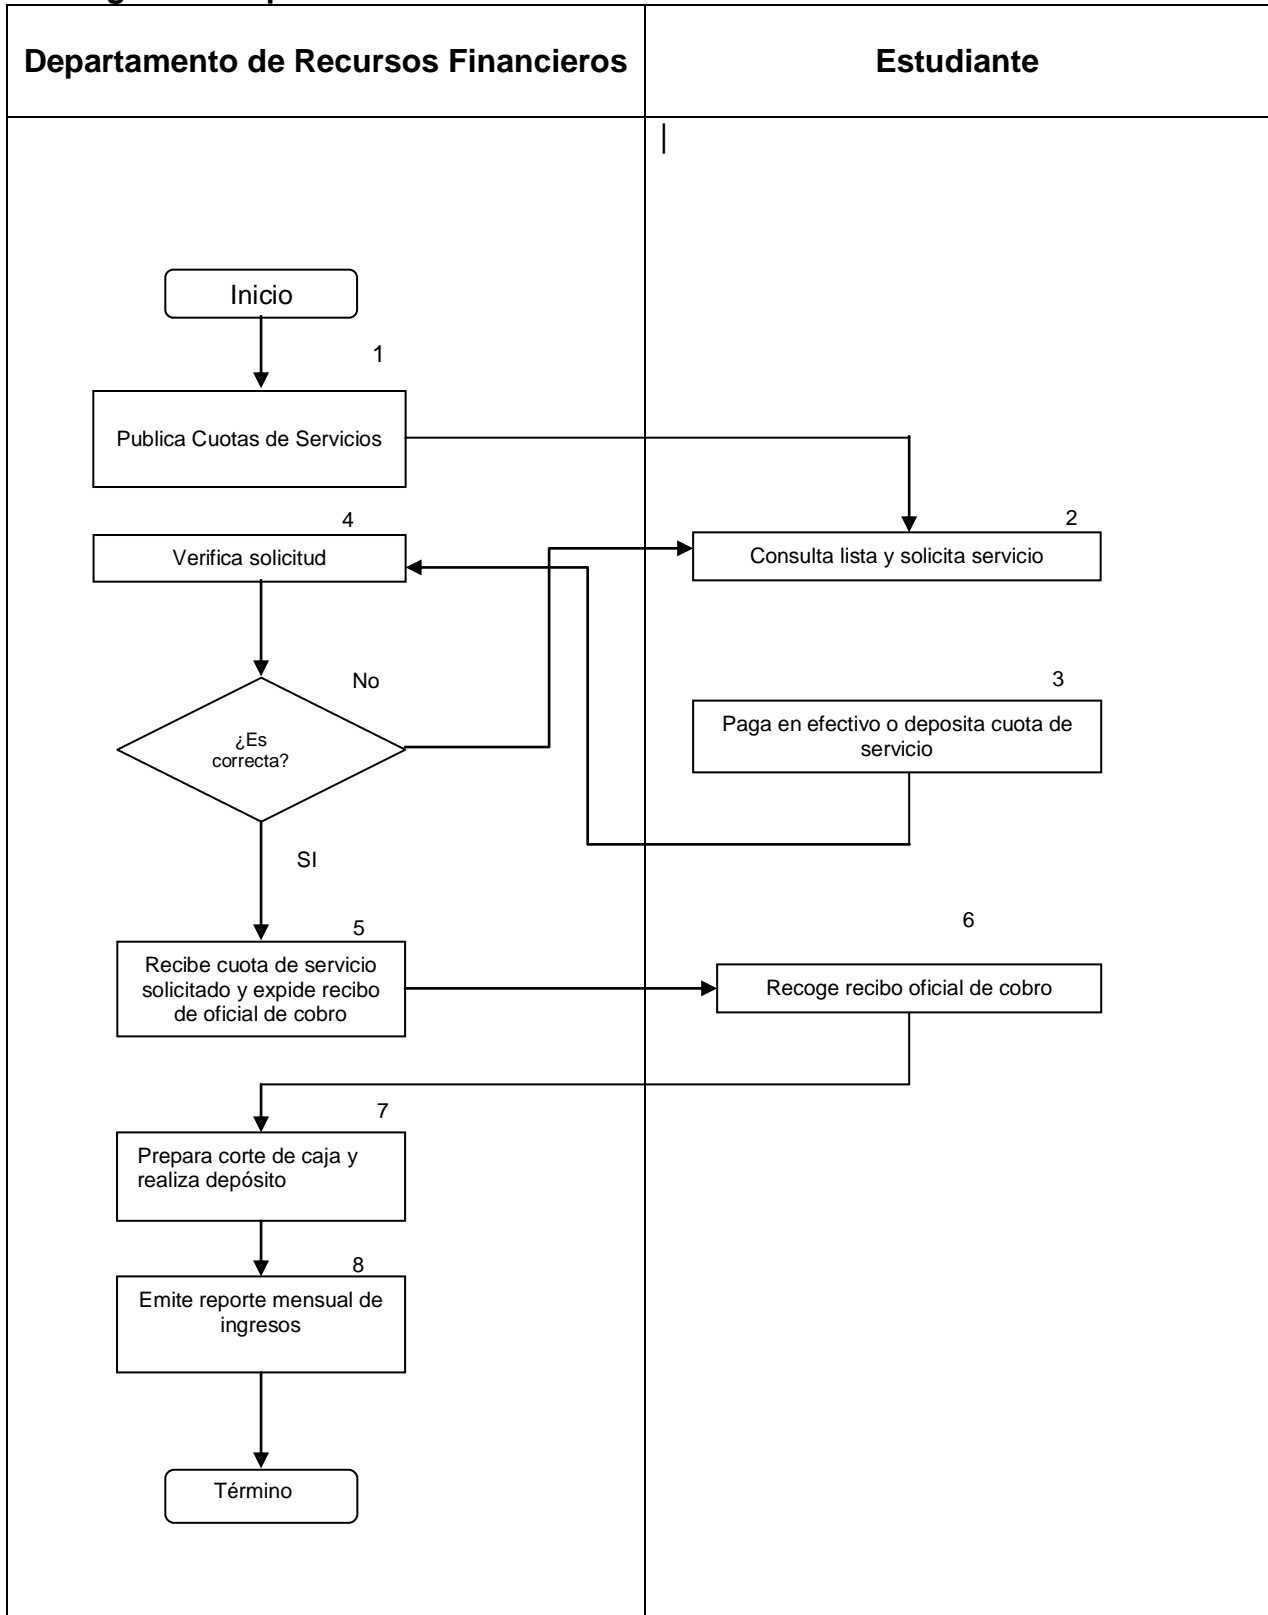 Departamento de Recursos Financieros
Estudiante
Inicio
1
Publica Cuotas de Servicios
4
Verifica solicitud
2
Consulta lista y solicita servicio
No
3
¿Es
correcta?
Paga en efectivo o deposita cuota de
servicio
SI
5
Recibe cuota de servicio
solicitado y expide recibo
de oficial de cobro
6
Recoge recibo oficial de cobro
7
Prepara corte de caja y
realiza depósito
8
Emite reporte mensual de
ingresos
Término